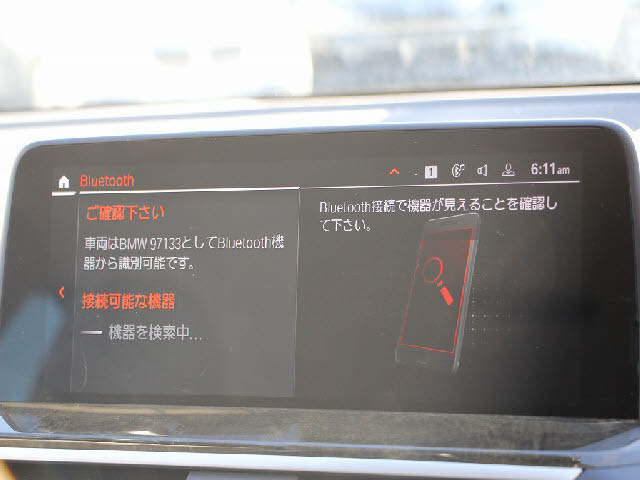 Bluetooth
1
6:11am
ご確認下さい
車両はBMW 97133としてBluetooth機
器から識別可能です。
接続可能な機器
機器を検索中...
Bluetooth接続で機器が見えることを確認し
て下さい。